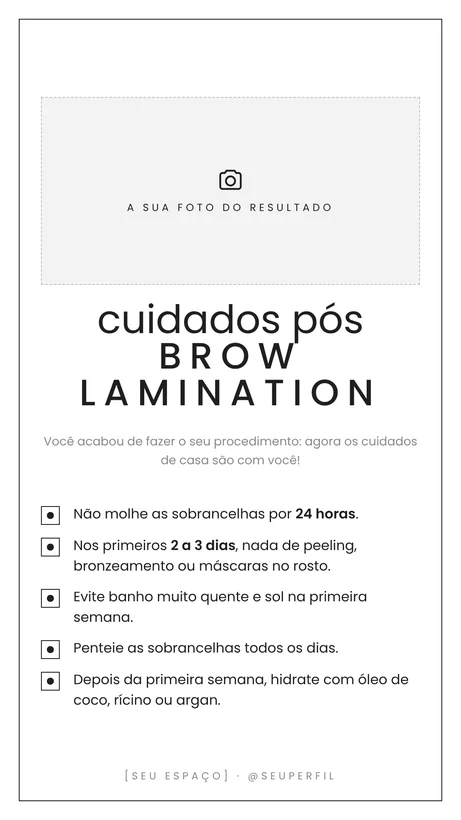 A SUA FOTO DO RESULTADO
cuidados pós
BROW
LAMINATION
Você acabou de fazer o seu procedimento: agora os cuidados
de casa são com você!
Não molhe as sobrancelhas por 24 horas.
Nos primeiros 2 a 3 dias, nada de peeling,
bronzeamento ou máscaras no rosto.
Evite banho muito quente e sol na primeira
semana.
Penteie as sobrancelhas todos os dias.
Depois da primeira semana, hidrate com óleo de
coco, rícino ou argan.
[SEU ESPAÇO] · @SEUPERFIL